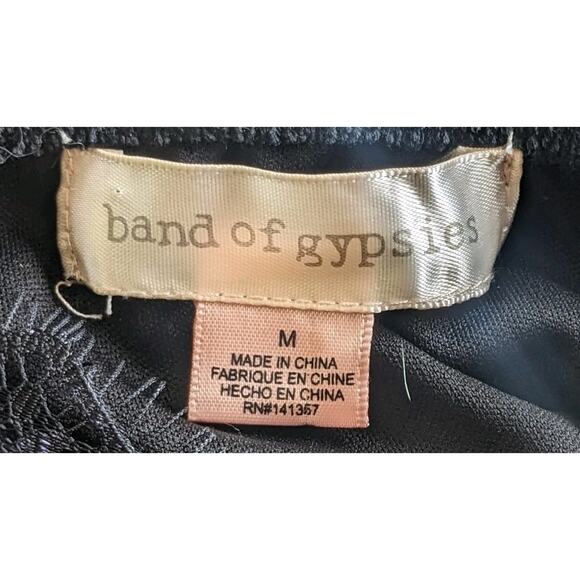 band of gypsies
M
MADE IN CHINA
FABRIQUE EN CHINE
HECHO EN CHINA
RN#141367